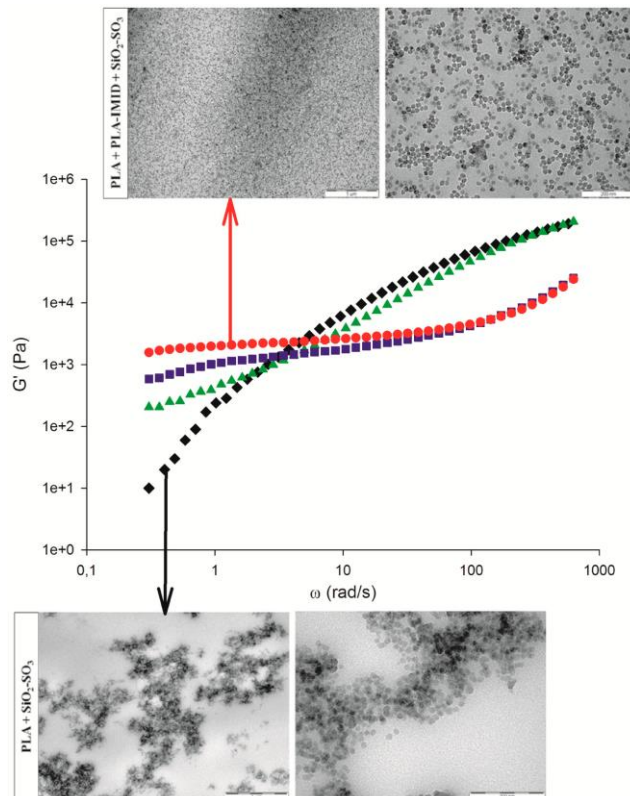 PLA + PLA-IMID + SiO₂-SO₃
1e+6
1e+5
1e+4
1e+3
1e+2
1e+1
1e+0
G' (Pa)
0,1
1
10
100
1000
ω (rad/s)
PLA + SiO₂-SO₃